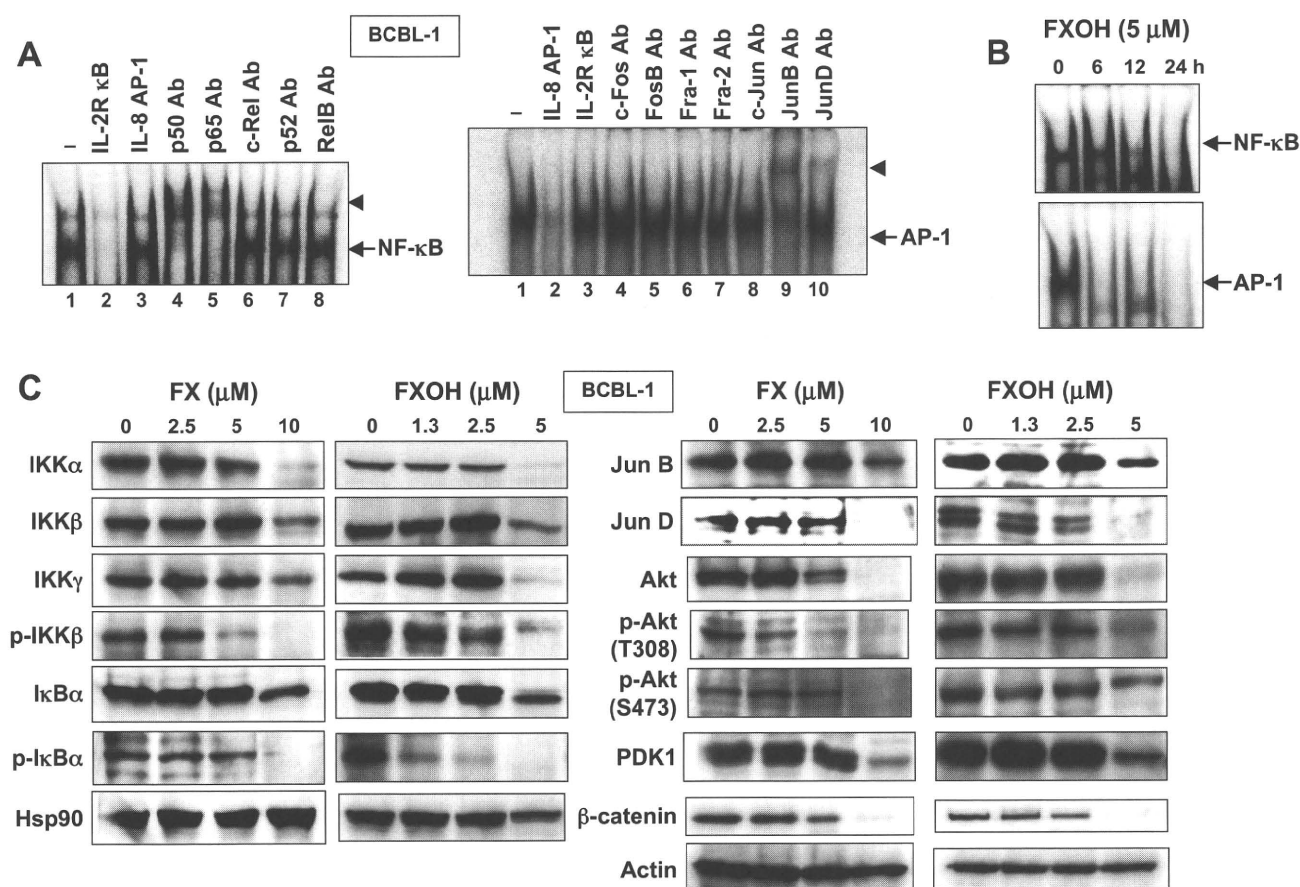 A
BCBL-1
–
IL-2R κB
IL-8 AP-1
p50 Ab
p65 Ab
c-Rel Ab
p52 Ab
RelB Ab
NF-κB
1 2 3 4 5 6 7 8
–
IL-8 AP-1
IL-2R κB
c-Fos Ab
FosB Ab
Fra-1 Ab
Fra-2 Ab
c-Jun Ab
JunB Ab
JunD Ab
AP-1
1 2 3 4 5 6 7 8 9 10
B
FXOH (5 μM)
0 6 12 24 h
NF-κB
AP-1
C
FX (μM)
0 2.5 5 10
FXOH (μM)
0 1.3 2.5 5
IKKα
IKKβ
IKKγ
p-IKKβ
IκBα
p-IκBα
Hsp90
BCBL-1
FX (μM)
0 2.5 5 10
FXOH (μM)
0 1.3 2.5 5
Jun B
Jun D
Akt
p-Akt
(T308)
p-Akt
(S473)
PDK1
β-catenin
Actin